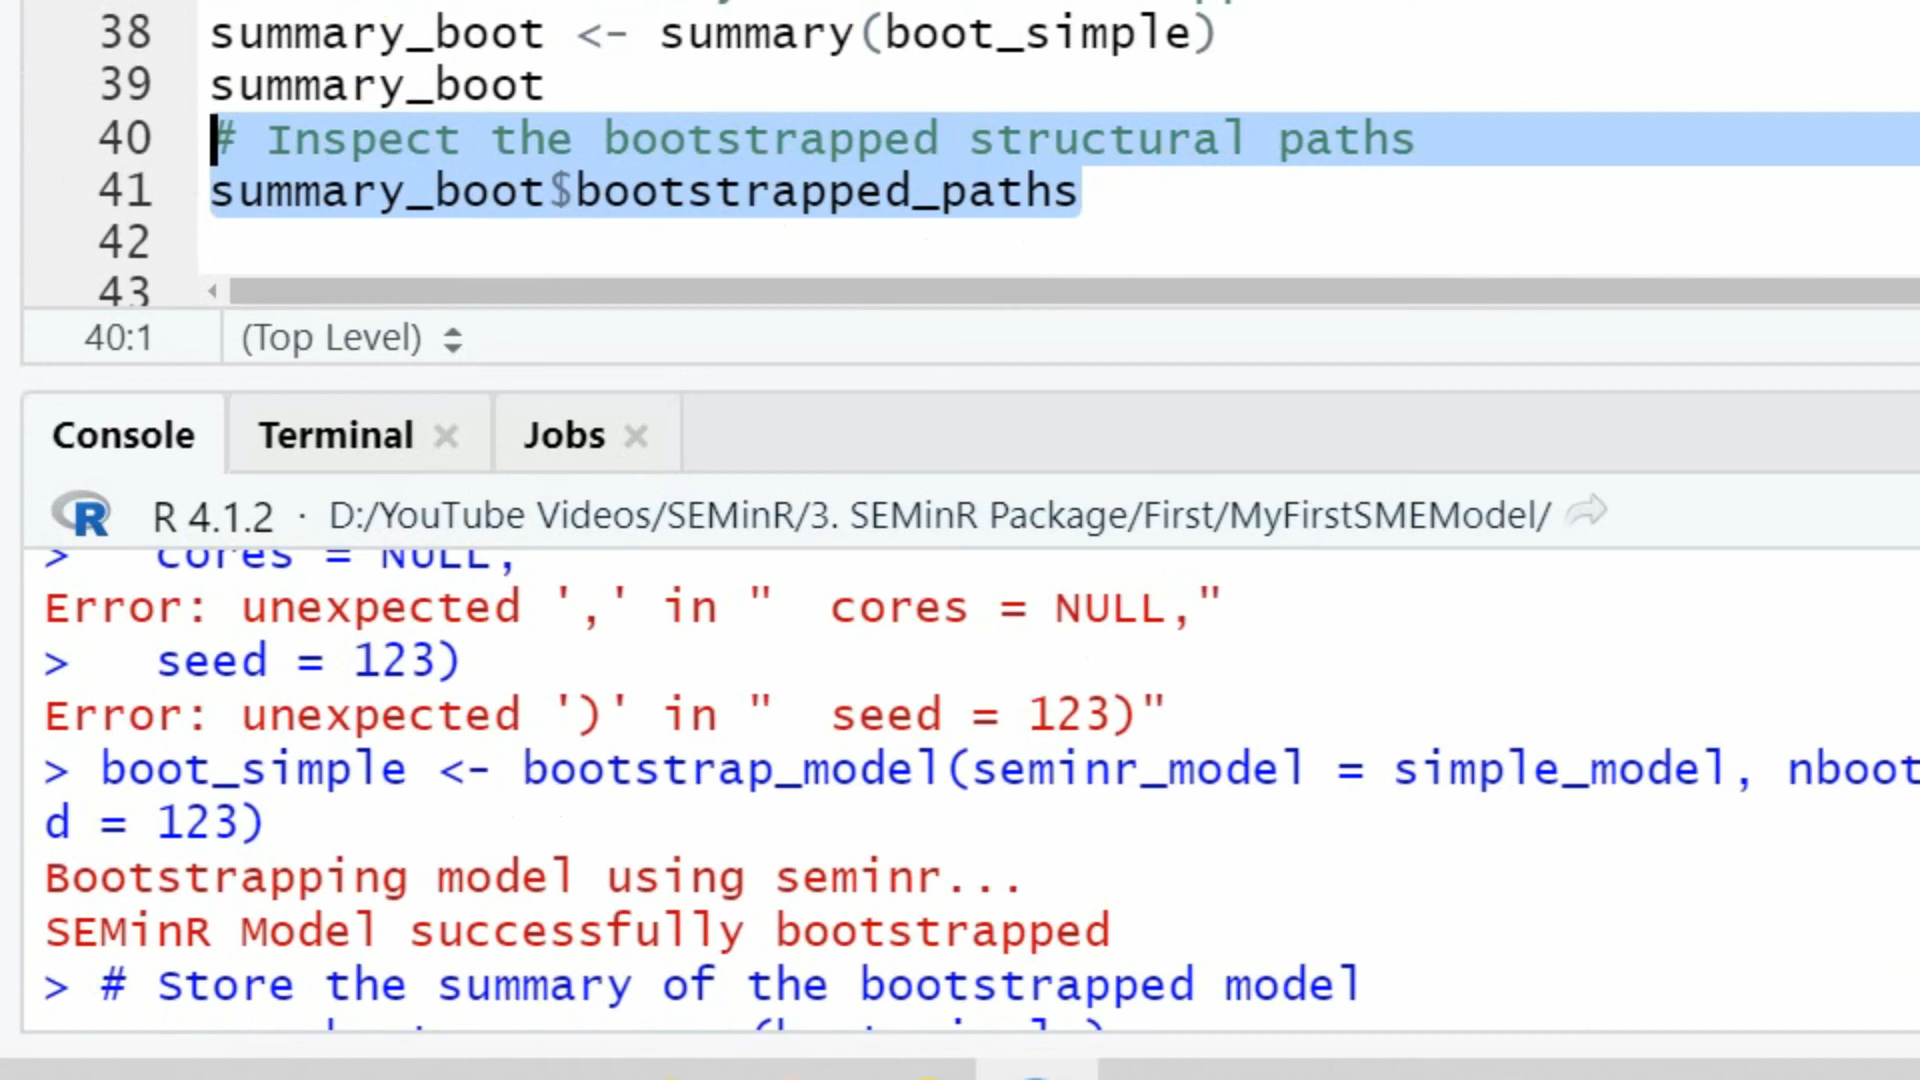 38 summary_boot <- summary(boot_simple)
39 summary_boot
40 # Inspect the bootstrapped structural paths
41 summary_boot$bootstrapped_paths
42
43
40:1 (Top Level)
Console Terminal Jobs
R R 4.1.2 · D:/YouTube Videos/SEMinR/3. SEMinR Package/First/MyFirstSMEModel/
>   cores = NULL,
Error: unexpected ',' in "  cores = NULL,"
>   seed = 123)
Error: unexpected ')' in "  seed = 123)"
> boot_simple <- bootstrap_model(seminr_model = simple_model, nboot
d = 123)
Bootstrapping model using seminr...
SEMinR Model successfully bootstrapped
> # Store the summary of the bootstrapped model